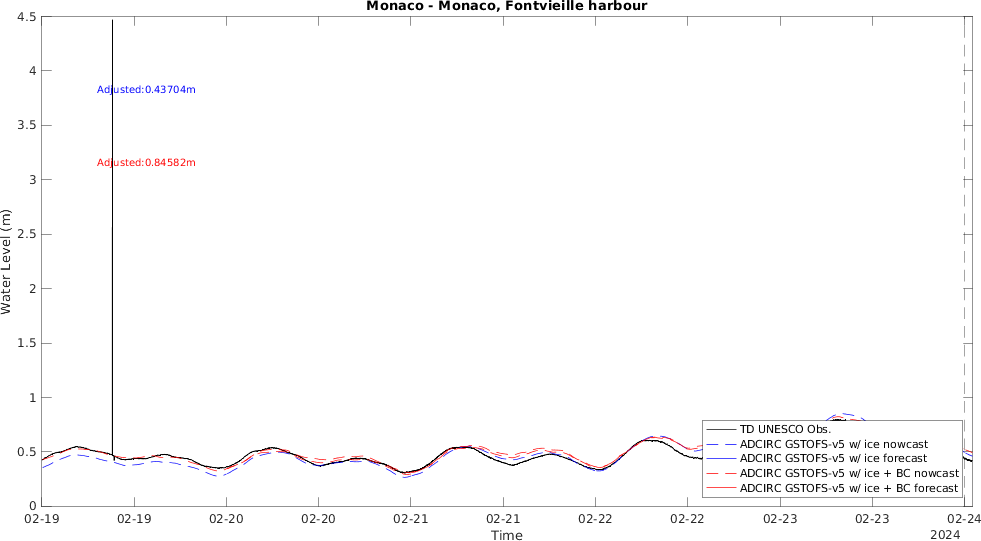 Monaco - Monaco, Fontvieille harbour
4.5
4
3.5
3
2.5
2
1.5
1
0.5
0
Water Level (m)
Adjusted:0.43704m
Adjusted:0.84582m
TD UNESCO Obs.
ADCIRC GSTOFS-v5 w/ ice nowcast
ADCIRC GSTOFS-v5 w/ ice forecast
ADCIRC GSTOFS-v5 w/ ice + BC nowcast
ADCIRC GSTOFS-v5 w/ ice + BC forecast
02-19 02-19 02-20 02-20 02-21 02-21 02-22 02-22 02-23 02-23 02-24
Time
2024